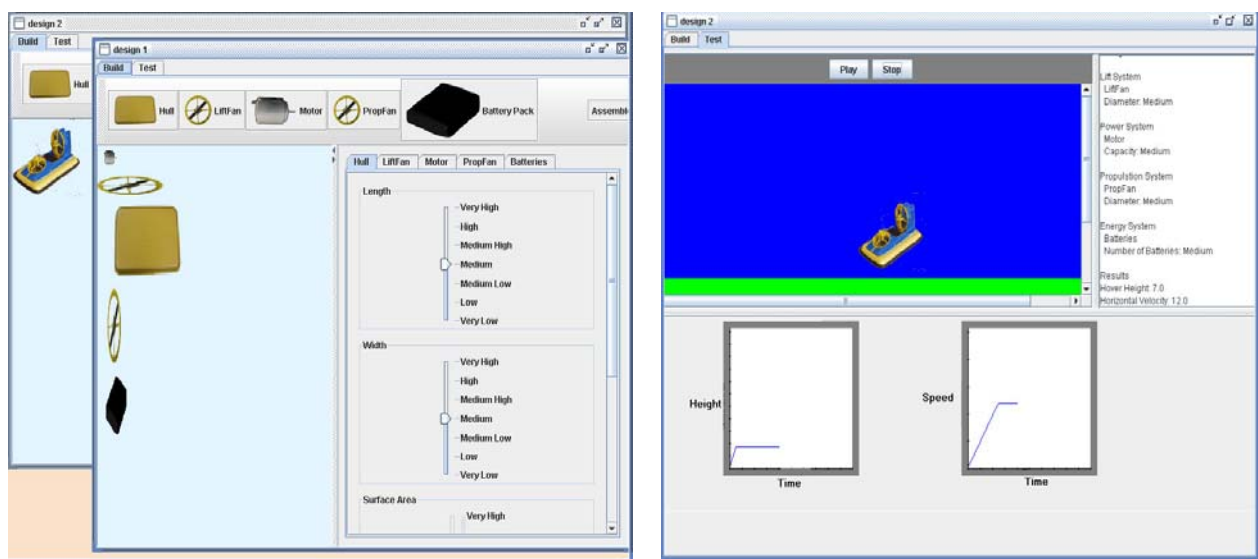 design 2
Build Test
Hull
design 1
Build Test
Hull LiftFan Motor PropFan Battery Pack Assembl
Hull LiftFan Motor PropFan Batteries
Length
Very High
High
Medium High
Medium
Medium Low
Low
Very Low
Width
Very High
High
Medium High
Medium
Medium Low
Low
Very Low
Surface Area
Very High
design 2
Build Test
Play Stop
Lift System
LiftFan
Diameter: Medium
Power System
Motor
Capacity: Medium
Propulstion System
PropFan
Diameter: Medium
Energy System
Batteries
Number of Batteries: Medium
Results
Hover Height: 7.0
Horizontal Velocity: 12.0
Height
Time
Speed
Time